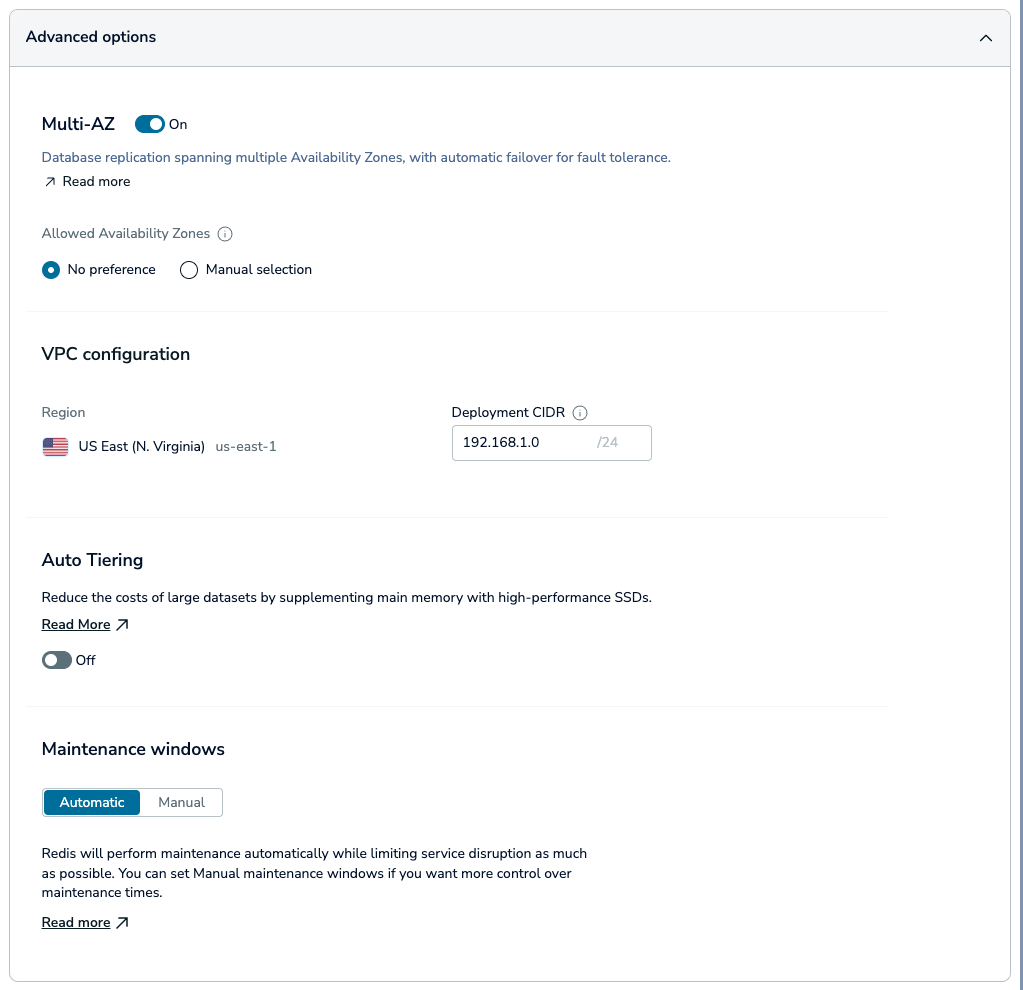 Advanced options
Multi-AZ On
Database replication spanning multiple Availability Zones, with automatic failover for fault tolerance.
Read more
Allowed Availability Zones
No preference Manual selection
VPC configuration
Region Deployment CIDR
US East (N. Virginia) us-east-1 192.168.1.0 /24
Auto Tiering
Reduce the costs of large datasets by supplementing main memory with high-performance SSDs.
Read More
Off
Maintenance windows
Automatic Manual
Redis will perform maintenance automatically while limiting service disruption as much
as possible. You can set Manual maintenance windows if you want more control over
maintenance times.
Read more